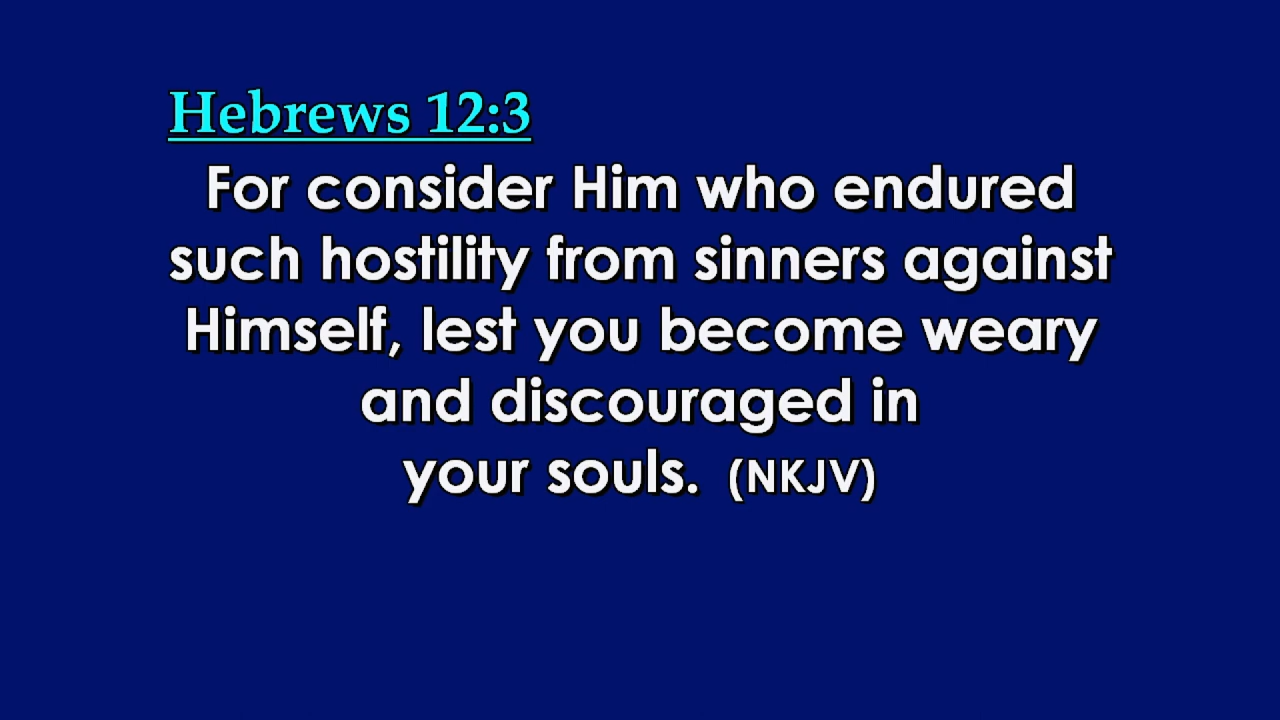 Hebrews 12:3
For consider Him who endured
such hostility from sinners against
Himself, lest you become weary
and discouraged in
your souls. (NKJV)